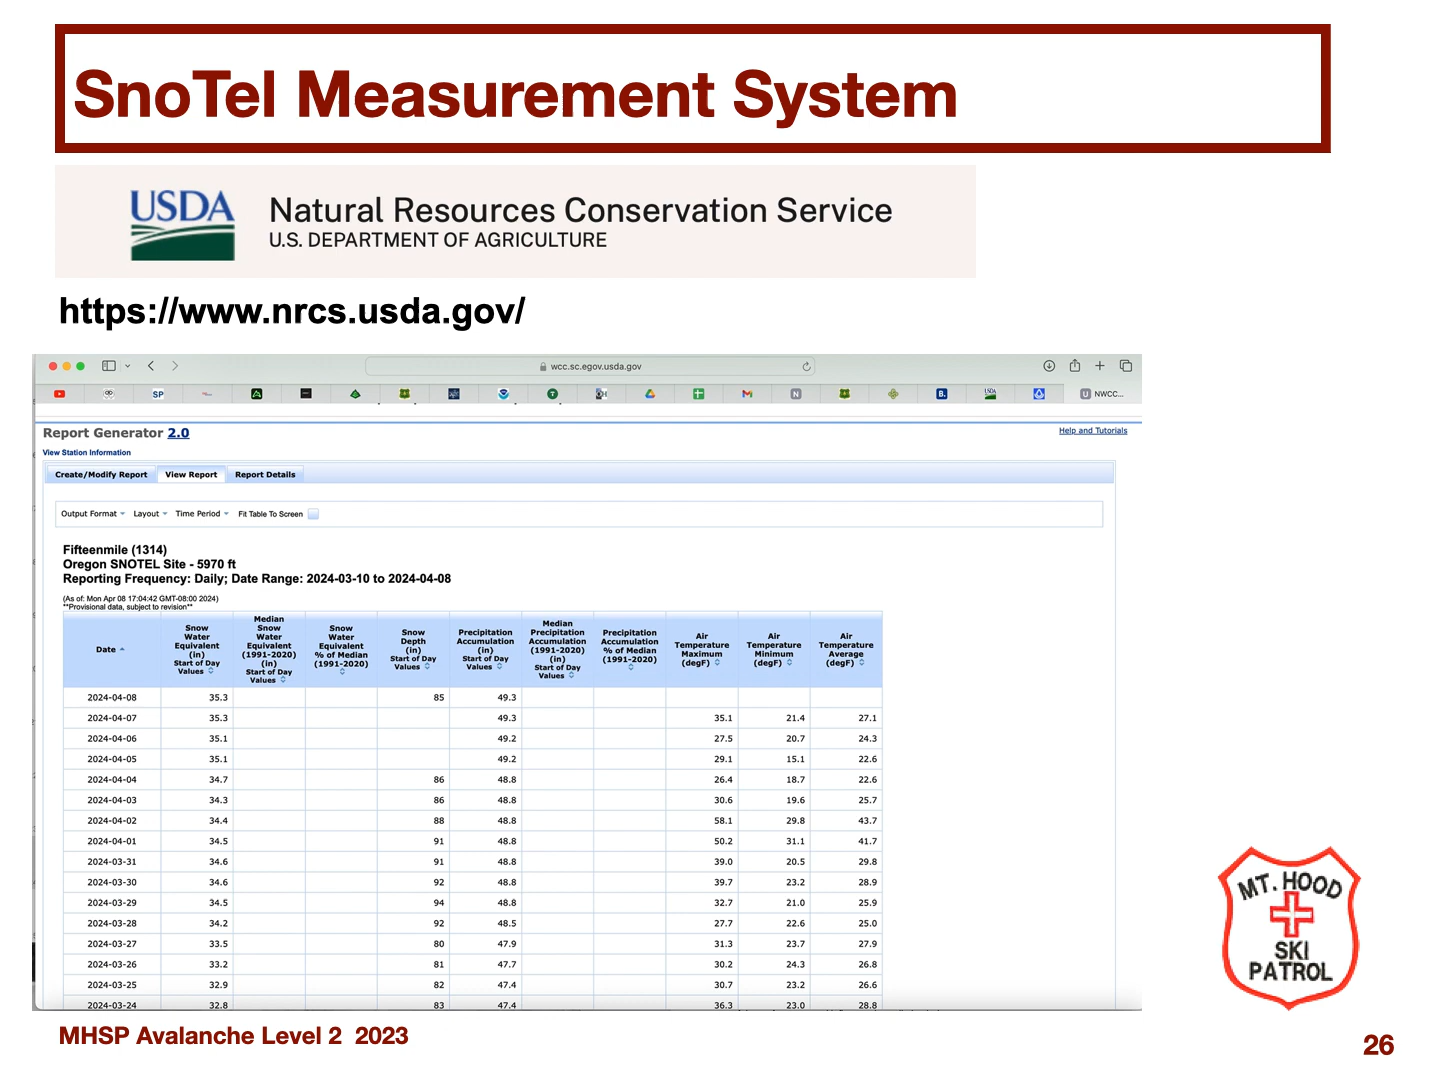 SnoTel Measurement System
USDA
Natural Resources Conservation Service
U.S. DEPARTMENT OF AGRICULTURE
https://www.nrcs.usda.gov/
wcc.sc.egov.usda.gov
SP
T
N
B.
USDA
U NWCC...
Report Generator 2.0
Help and Tutorials
View Station Information
Create/Modify Report View Report Report Details
Output Format Layout Time Period Fit Table To Screen
Fifteenmile (1314)
Oregon SNOTEL Site - 5970 ft
Reporting Frequency: Daily; Date Range: 2024-03-10 to 2024-04-08
(As of: Mon Apr 08 17:04:42 GMT-08:00 2024)
**Provisional data, subject to revision**
Date
Snow
Water
Equivalent
(in)
Start of Day
Values
Median
Snow
Water
Equivalent
(1991-2020)
(in)
Start of Day
Values
Snow
Water
Equivalent
% of Median
(1991-2020)
Snow
Depth
(in)
Start of Day
Values
Precipitation
Accumulation
(in)
Start of Day
Values
Median
Precipitation
Accumulation
(1991-2020)
(in)
Start of Day
Values
Precipitation
Accumulation
% of Median
(1991-2020)
Air
Temperature
Maximum
(degF)
Air
Temperature
Minimum
(degF)
Air
Temperature
Average
(degF)
2024-04-08 35.3 85 49.3
2024-04-07 35.3 49.3 35.1 21.4 27.1
2024-04-06 35.1 49.2 27.5 20.7 24.3
2024-04-05 35.1 49.2 29.1 15.1 22.6
2024-04-04 34.7 86 48.8 26.4 18.7 22.6
2024-04-03 34.3 86 48.8 30.6 19.6 25.7
2024-04-02 34.4 88 48.8 58.1 29.8 43.7
2024-04-01 34.5 91 48.8 50.2 31.1 41.7
2024-03-31 34.6 91 48.8 39.0 20.5 29.8
2024-03-30 34.6 92 48.8 39.7 23.2 28.9
2024-03-29 34.5 94 48.8 32.7 21.0 25.9
2024-03-28 34.2 92 48.5 27.7 22.6 25.0
2024-03-27 33.5 80 47.9 31.3 23.7 27.9
2024-03-26 33.2 81 47.7 30.2 24.3 26.8
2024-03-25 32.9 82 47.4 30.7 23.2 26.6
2024-03-24 32.8 83 47.4 36.3 23.0 28.8
MT. HOOD
SKI
PATROL
MHSP Avalanche Level 2 2023
26